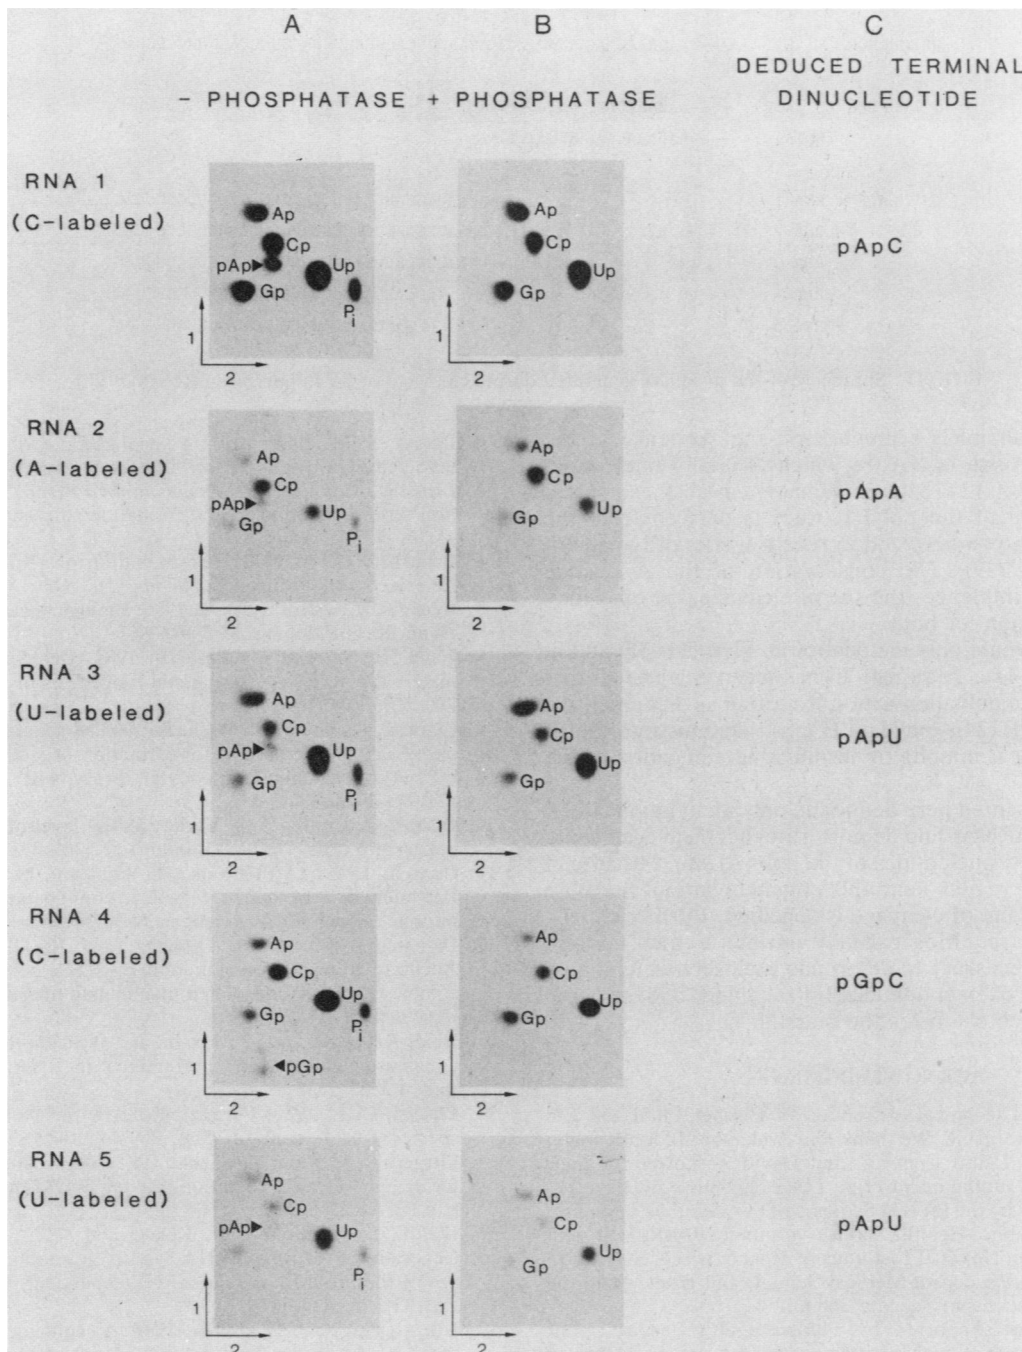 A B C
DEDUCED TERMINAL
- PHOSPHATASE + PHOSPHATASE DINUCLEOTIDE
RNA 1
(C-labeled)
Ap
Cp
pAp
Up
Gp
Pi
1
2
Ap
Cp
Up
Gp
1
2
pApC
RNA 2
(A-labeled)
Ap
Cp
pAp
Up
Gp
Pi
1
2
Ap
Cp
Up
Gp
1
2
pApA
RNA 3
(U-labeled)
Ap
Cp
pAp
Up
Gp
Pi
1
2
Ap
Cp
Up
Gp
1
2
pApU
RNA 4
(C-labeled)
Ap
Cp
Up
Gp
Pi
pGp
1
2
Ap
Cp
Up
Gp
1
2
pGpC
RNA 5
(U-labeled)
Ap
Cp
pAp
Up
Pi
1
2
Ap
Cp
Up
Gp
1
2
pApU